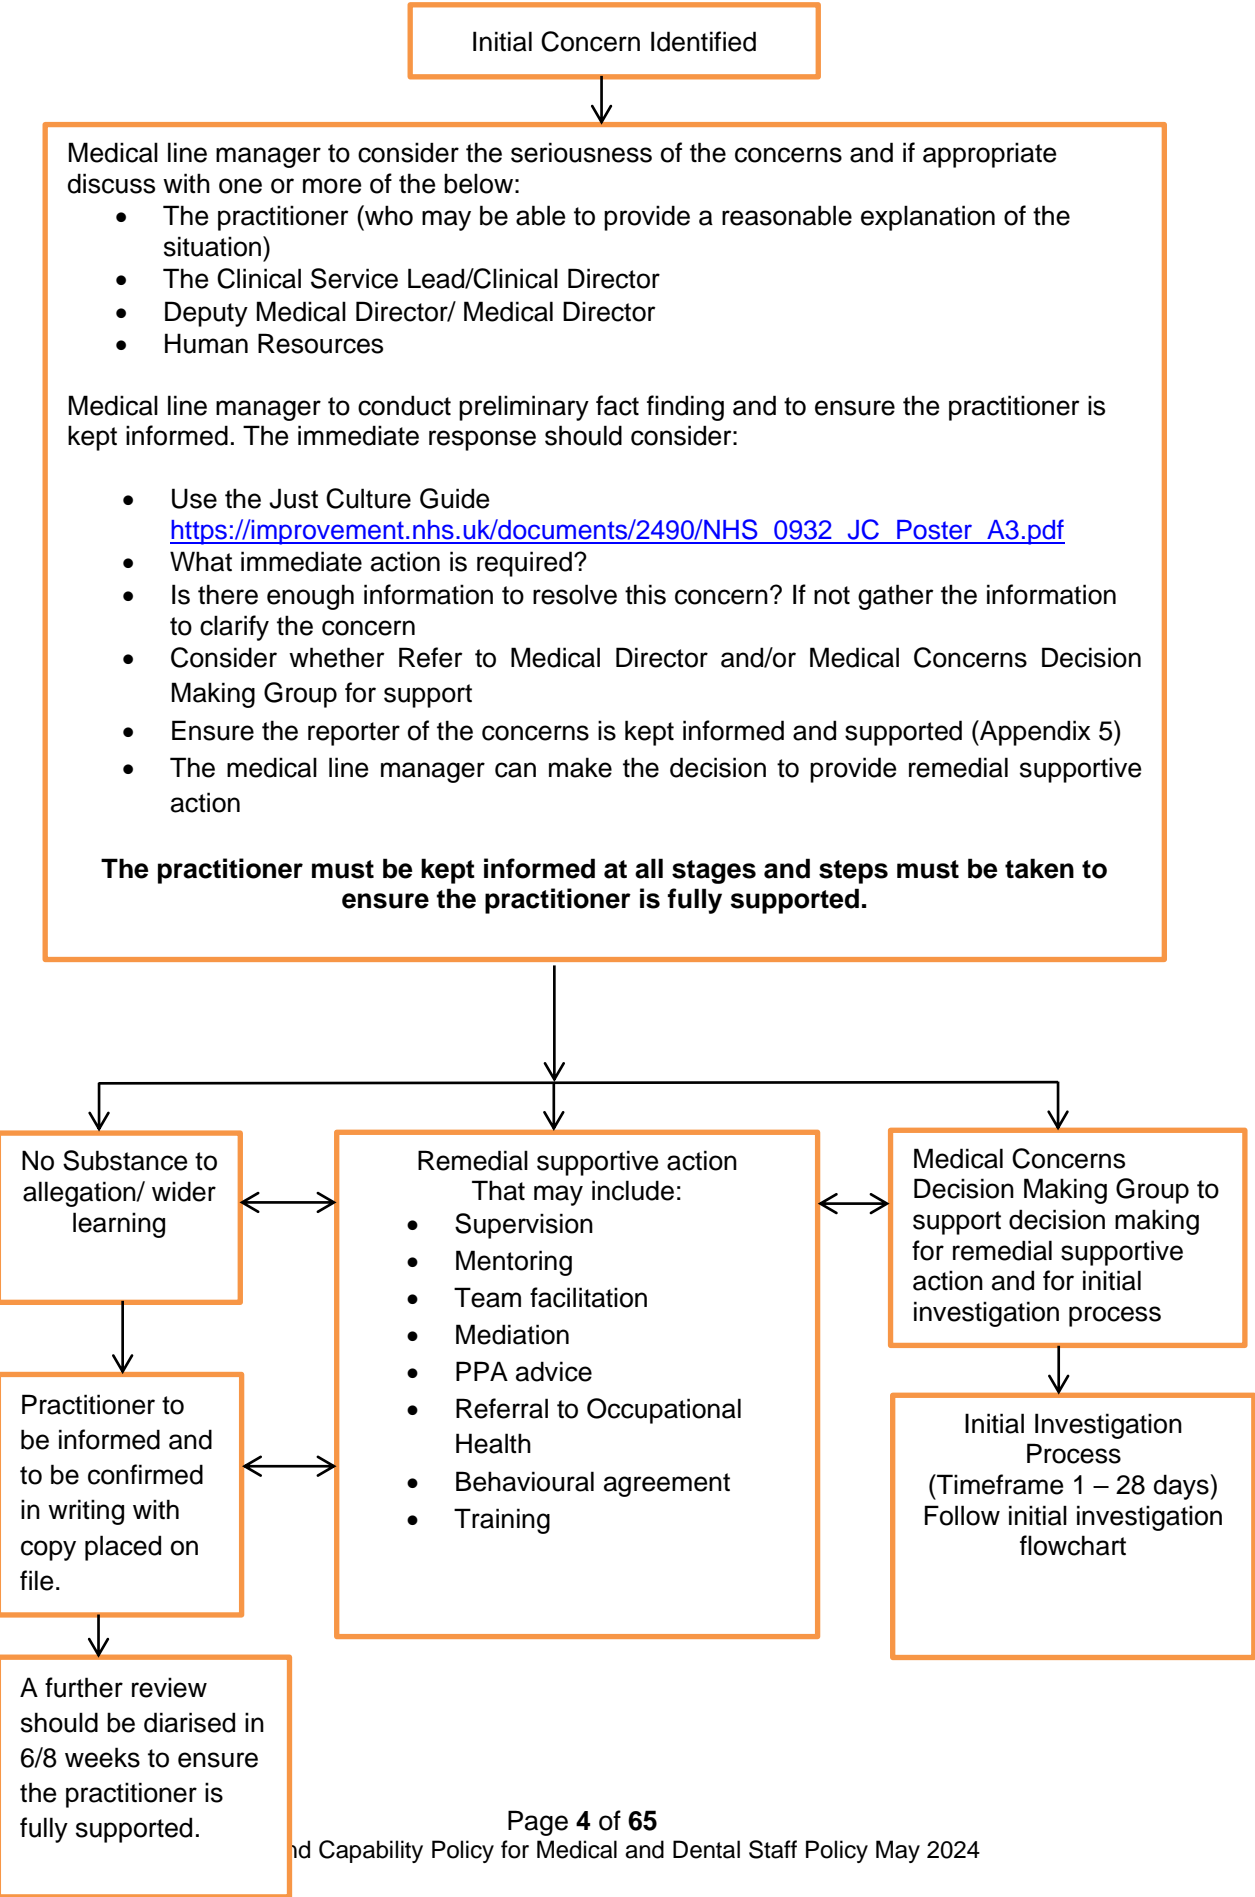 Initial Concern Identified
Medical line manager to consider the seriousness of the concerns and if appropriate
discuss with one or more of the below:
• The practitioner (who may be able to provide a reasonable explanation of the
situation)
• The Clinical Service Lead/Clinical Director
• Deputy Medical Director/ Medical Director
• Human Resources
Medical line manager to conduct preliminary fact finding and to ensure the practitioner is
kept informed. The immediate response should consider:
• Use the Just Culture Guide
https://improvement.nhs.uk/documents/2490/NHS_0932_JC_Poster_A3.pdf
• What immediate action is required?
• Is there enough information to resolve this concern? If not gather the information
to clarify the concern
• Consider whether Refer to Medical Director and/or Medical Concerns Decision
Making Group for support
• Ensure the reporter of the concerns is kept informed and supported (Appendix 5)
• The medical line manager can make the decision to provide remedial supportive
action
The practitioner must be kept informed at all stages and steps must be taken to
ensure the practitioner is fully supported.
No Substance to
allegation/ wider
learning
Practitioner to
be informed and
to be confirmed
in writing with
copy placed on
file.
A further review
should be diarised in
6/8 weeks to ensure
the practitioner is
fully supported.
Remedial supportive action
That may include:
• Supervision
• Mentoring
• Team facilitation
• Mediation
• PPA advice
• Referral to Occupational
Health
• Behavioural agreement
• Training
Medical Concerns
Decision Making Group to
support decision making
for remedial supportive
action and for initial
investigation process
Initial Investigation
Process
(Timeframe 1 – 28 days)
Follow initial investigation
flowchart
Page 4 of 65
Capability Policy for Medical and Dental Staff Policy May 2024